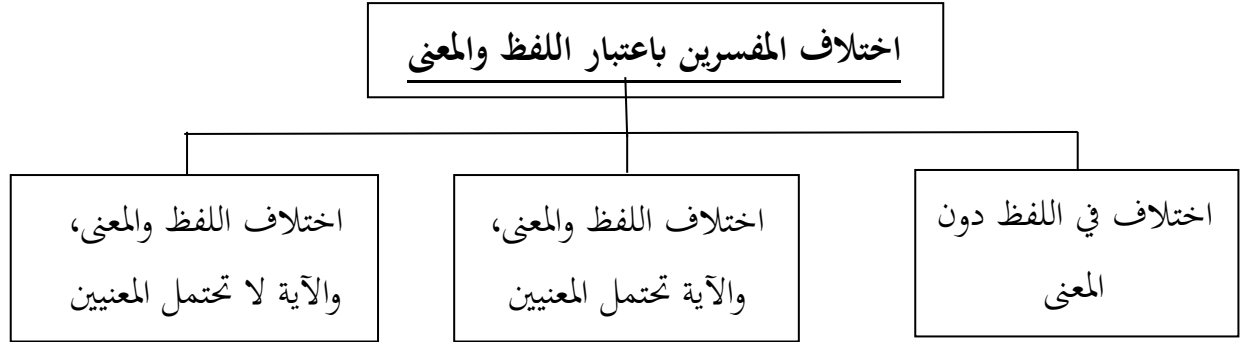 اختلاف المفسرين باعتبار اللفظ والمعنى
اختلاف في اللفظ دون
المعنى
اختلاف اللفظ والمعنى،
والآية تحتمل المعنيين
اختلاف اللفظ والمعنى،
والآية لا تحتمل المعنيين